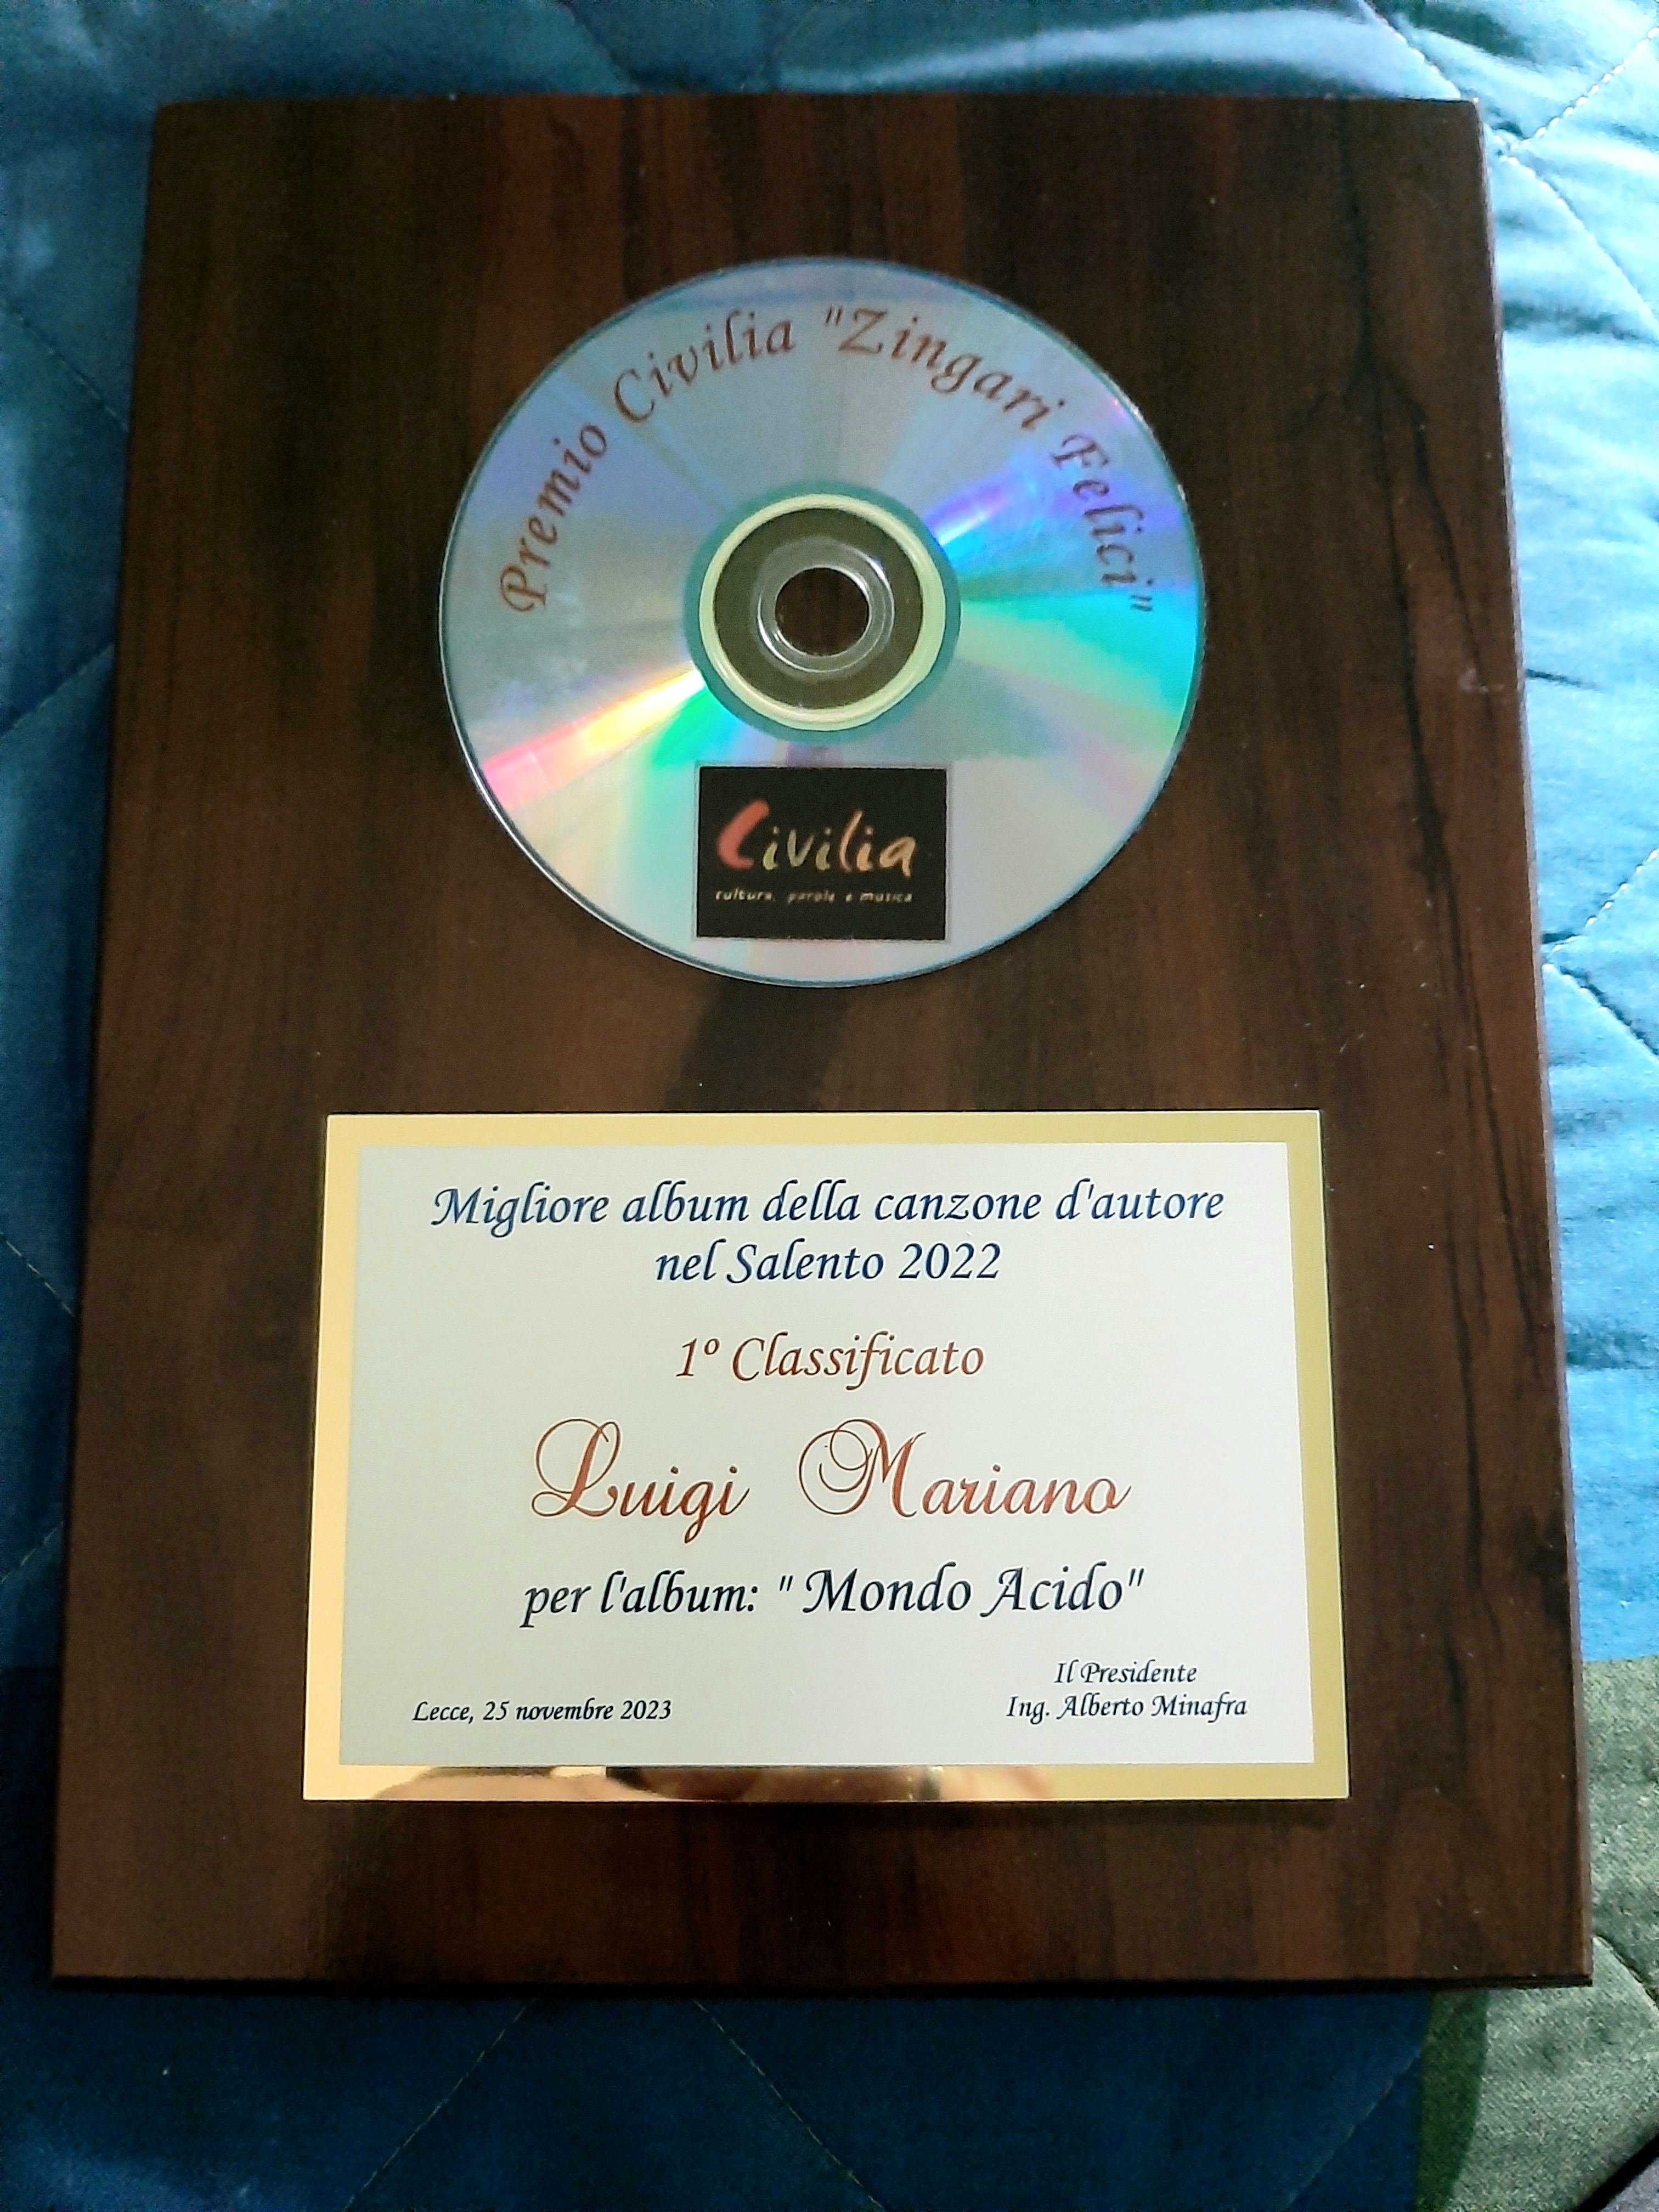 Premio Civilia "Zingari Felici"
Civilia
cultura, parole e musica
Migliore album della canzone d'autore
nel Salento 2022
1° Classificato
Luigi Mariano
per l'album: " Mondo Acido"
Il Presidente
Lecce, 25 novembre 2023 Ing. Alberto Minafra